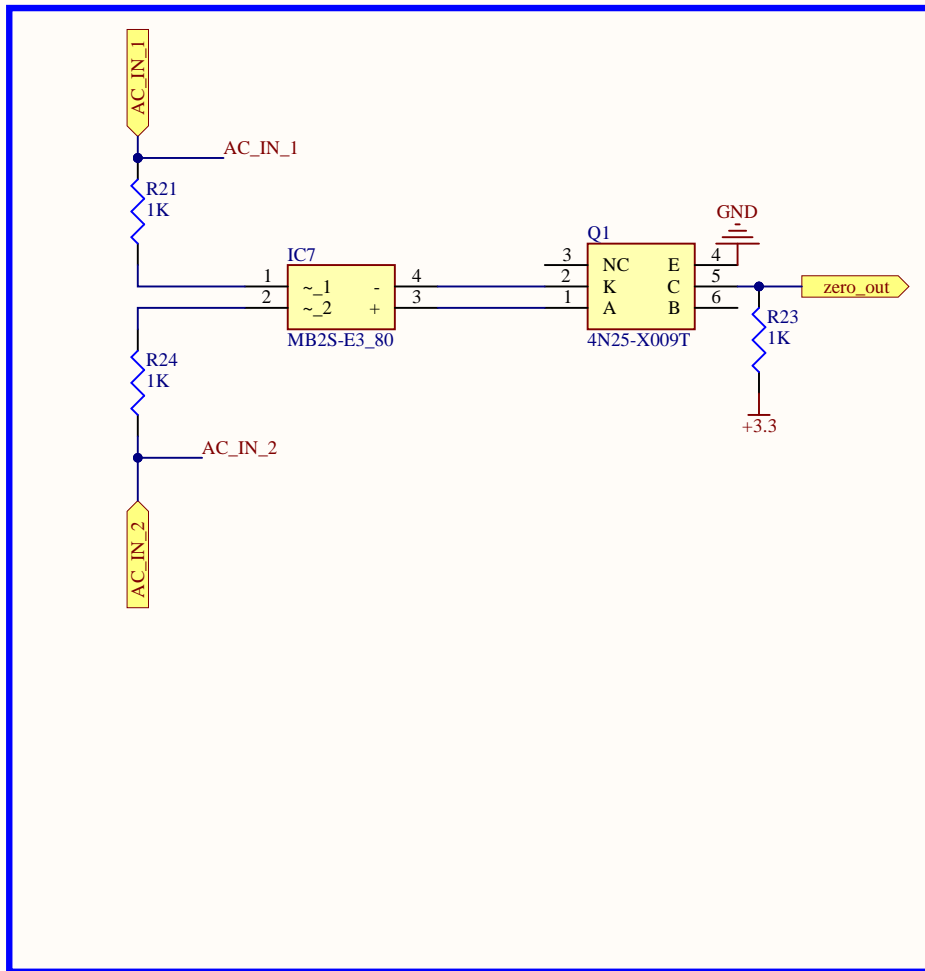 AC_IN_1
AC_IN_1
R21
1K
GND
Q1
IC7
3 NC E 4
1 ~_1 - 4
2 K C 5
zero_out
2 ~_2 + 3
1 A B 6
R23
1K
MB2S-E3_80
4N25-X009T
R24
1K
+3.3
AC_IN_2
AC_IN_2